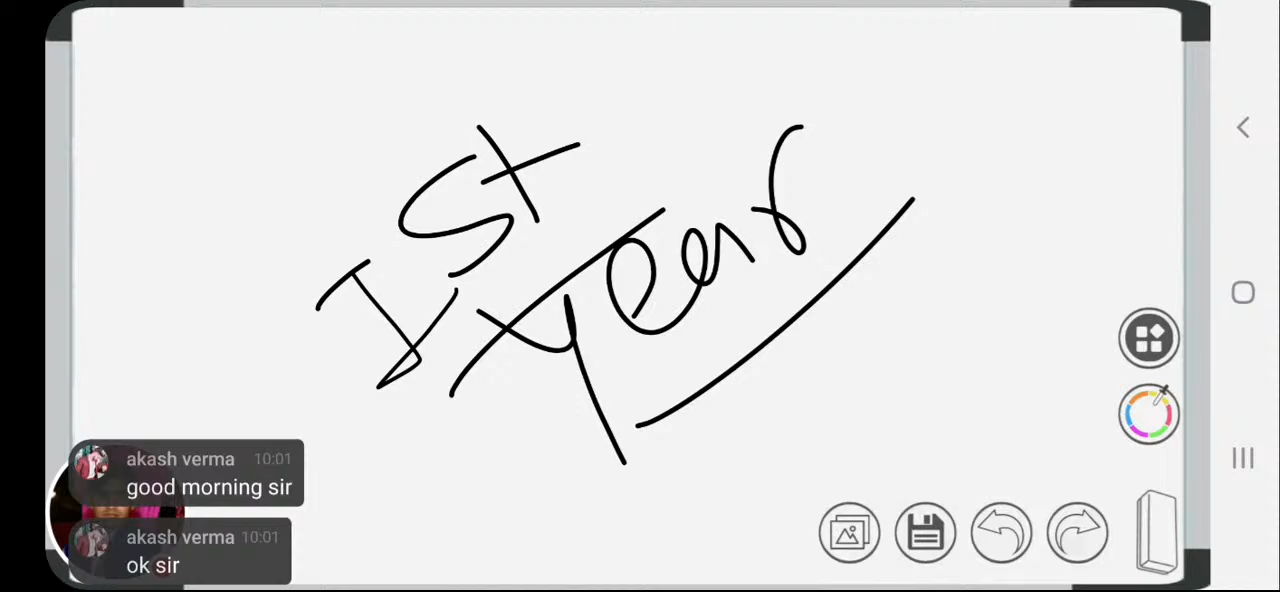 Ist
Year
akash verma 10:01
good morning sir
akash verma 10:01
ok sir